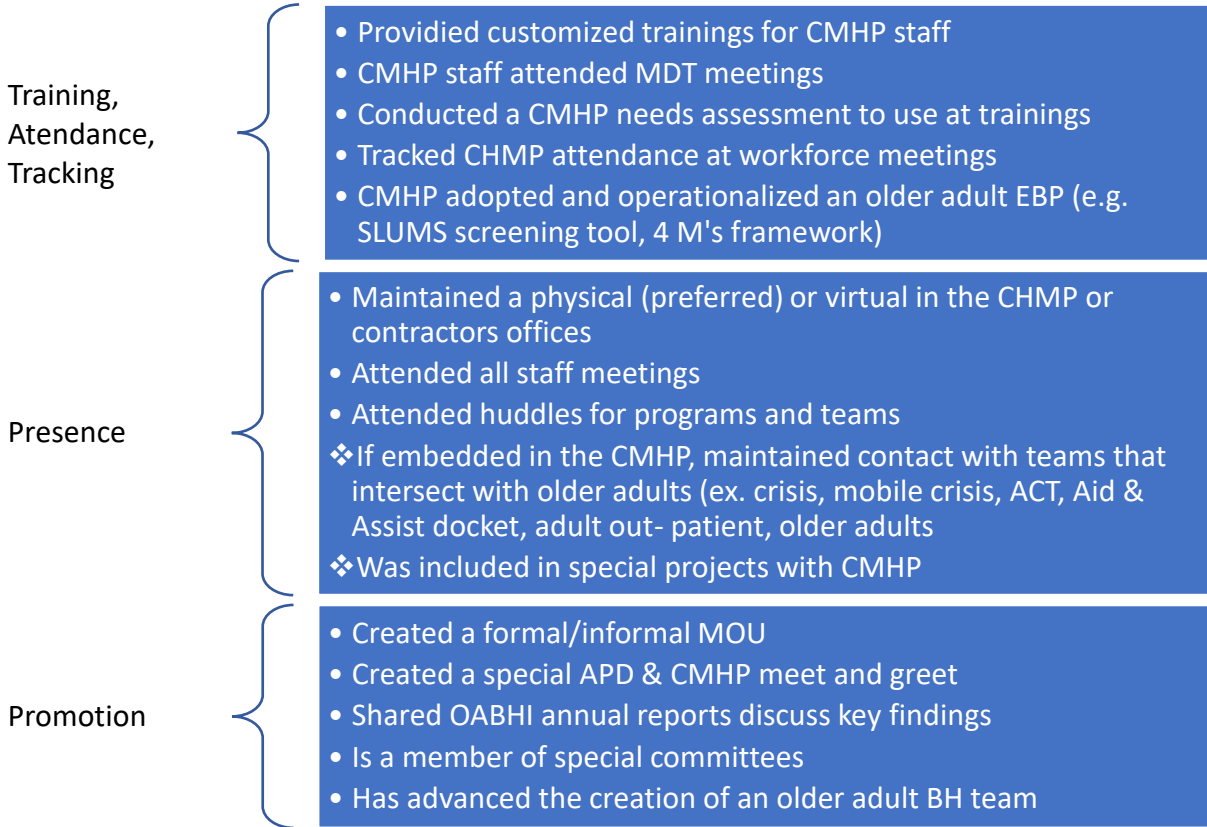 Training,
Atendance,
Tracking
• Providied customized trainings for CMHP staff
• CMHP staff attended MDT meetings
• Conducted a CMHP needs assessment to use at trainings
• Tracked CHMP attendance at workforce meetings
• CMHP adopted and operationalized an older adult EBP (e.g.
SLUMS screening tool, 4 M's framework)
Presence
• Maintained a physical (preferred) or virtual in the CHMP or
contractors offices
• Attended all staff meetings
• Attended huddles for programs and teams
❖If embedded in the CMHP, maintained contact with teams that
intersect with older adults (ex. crisis, mobile crisis, ACT, Aid &
Assist docket, adult out- patient, older adults
❖Was included in special projects with CMHP
Promotion
• Created a formal/informal MOU
• Created a special APD & CMHP meet and greet
• Shared OABHI annual reports discuss key findings
• Is a member of special committees
• Has advanced the creation of an older adult BH team